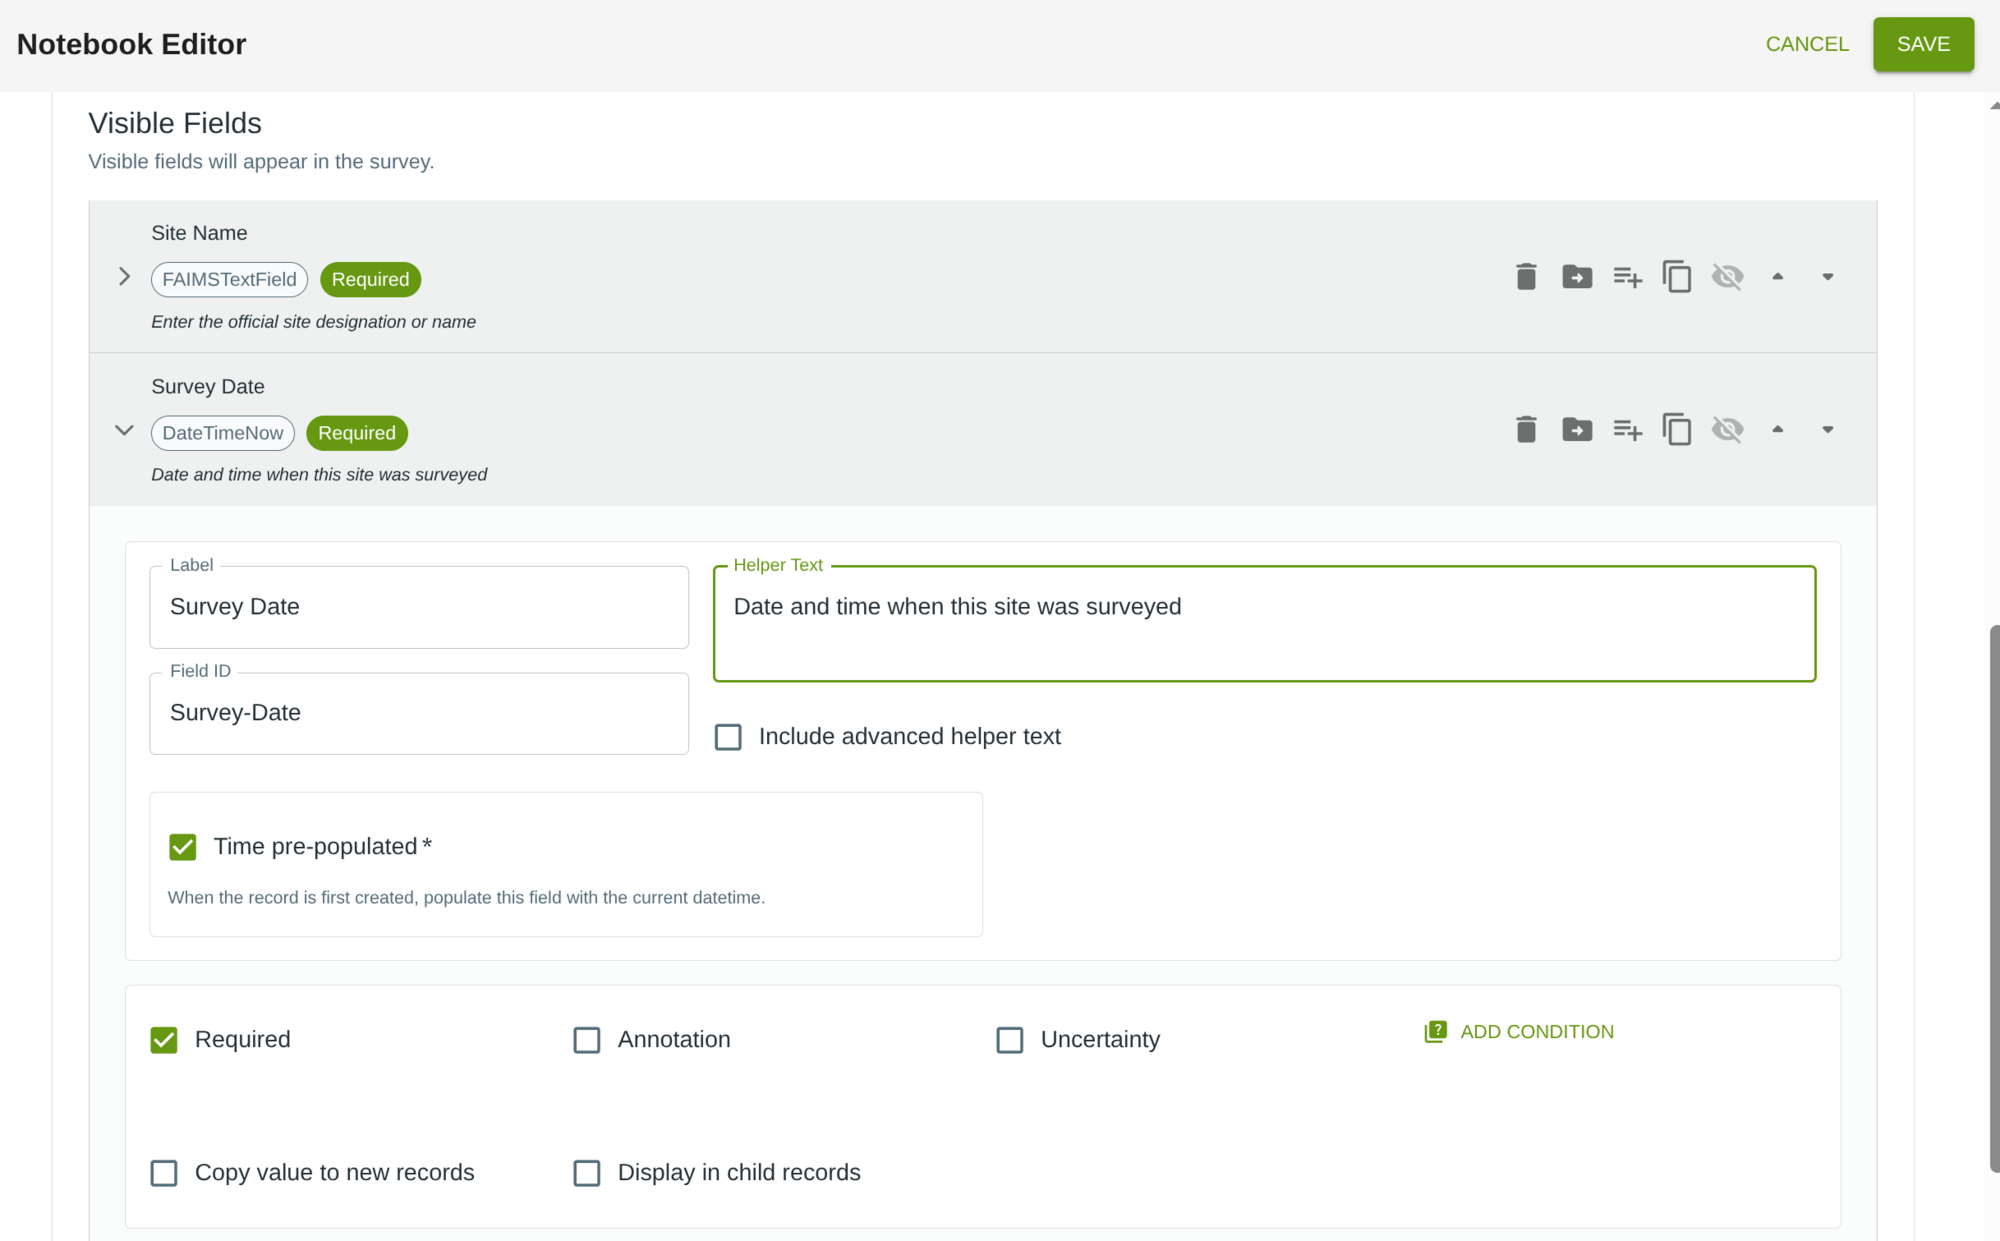 Notebook Editor
CANCEL
SAVE
Visible Fields
Visible fields will appear in the survey.
Site Name
FAIMSTextField
Required
Enter the official site designation or name
Survey Date
DateTimeNow
Required
Date and time when this site was surveyed
Label
Survey Date
Helper Text
Date and time when this site was surveyed
Field ID
Survey-Date
Include advanced helper text
Time pre-populated *
When the record is first created, populate this field with the current datetime.
Required
Annotation
Uncertainty
ADD CONDITION
Copy value to new records
Display in child records